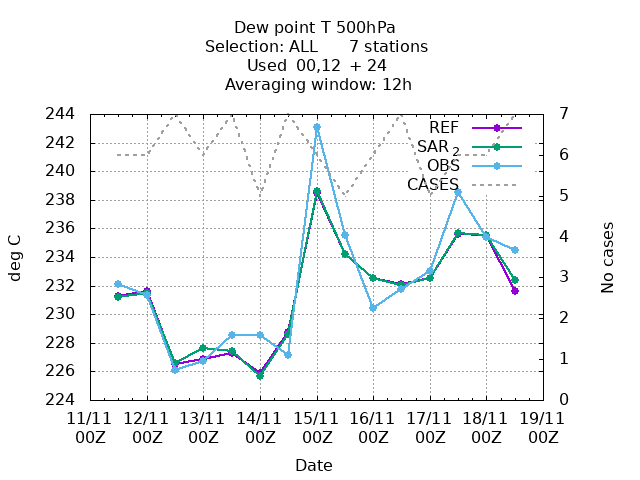 Dew point T 500hPa
Selection: ALL 7 stations
Used 00,12 + 24
Averaging window: 12h
244
242
240
238
236
234
232
230
228
226
224
7
6
5
4
3
2
1
0
REF
SAR 2
OBS
CASES
deg C
No cases
11/11 12/11 13/11 14/11 15/11 16/11 17/11 18/11 19/11
00Z 00Z 00Z 00Z 00Z 00Z 00Z 00Z 00Z
Date